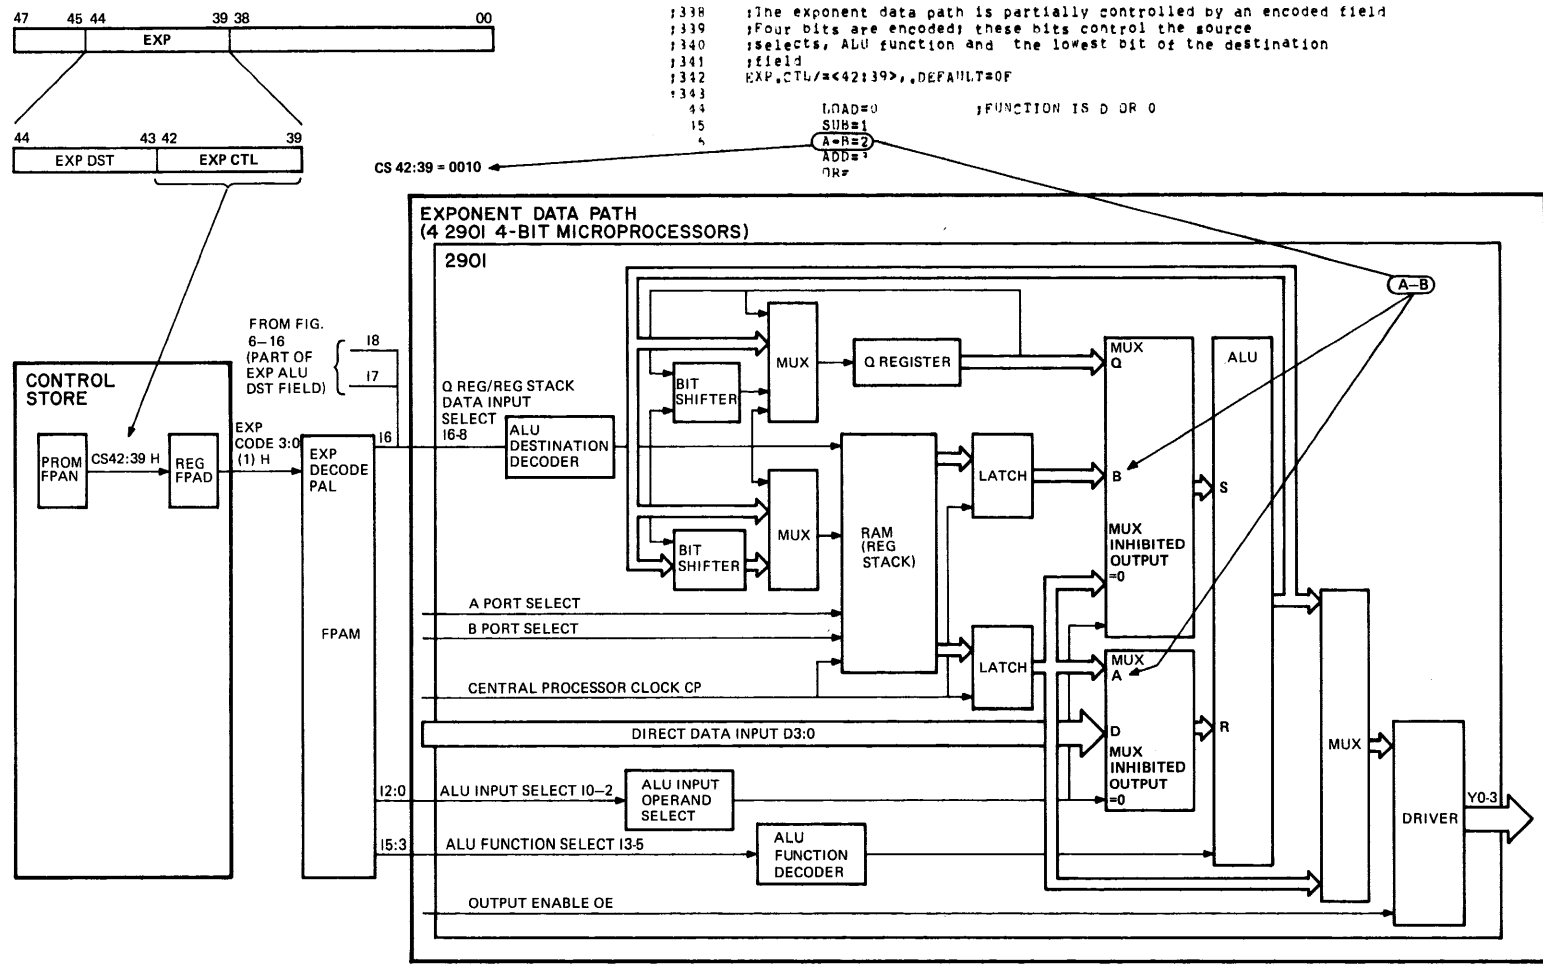 47 45 44 39 38 00
EXP
44 43 42 39
EXP DST EXP CTL
CS 42:39 = 0010
;338 ;The exponent data path is partially controlled by an encoded field
;339 ;Four bits are encoded; these bits control the source
;340 ;selects, ALU function and the lowest bit of the destination
;341 ;field
;342 EXP.CTL/=<42:39>,.DEFAULT=0F
;343
44 LOAD=0 ;FUNCTION IS D OR 0
15 SUB=1
A-B=2
ADD=3
OR=
EXPONENT DATA PATH
(4 2901 4-BIT MICROPROCESSORS)
2901
A–B
FROM FIG.
6–16
(PART OF
EXP ALU
DST FIELD)
I8
I7
I6
CONTROL
STORE
PROM
FPAN
CS42:39 H
REG
FPAD
EXP
CODE 3:0
(1) H
EXP
DECODE
PAL
FPAM
I2:0
I5:3
Q REG/REG STACK
DATA INPUT
SELECT
I6-8
ALU
DESTINATION
DECODER
BIT
SHIFTER
MUX
Q REGISTER
BIT
SHIFTER
MUX
RAM
(REG
STACK)
LATCH
LATCH
A PORT SELECT
B PORT SELECT
CENTRAL PROCESSOR CLOCK CP
DIRECT DATA INPUT D3:0
ALU INPUT SELECT I0–2
ALU INPUT
OPERAND
SELECT
ALU FUNCTION SELECT I3-5
ALU
FUNCTION
DECODER
OUTPUT ENABLE OE
MUX
Q
B
MUX
INHIBITED
OUTPUT
=0
MUX
A
D
MUX
INHIBITED
OUTPUT
=0
ALU
S
R
MUX
DRIVER
Y0-3